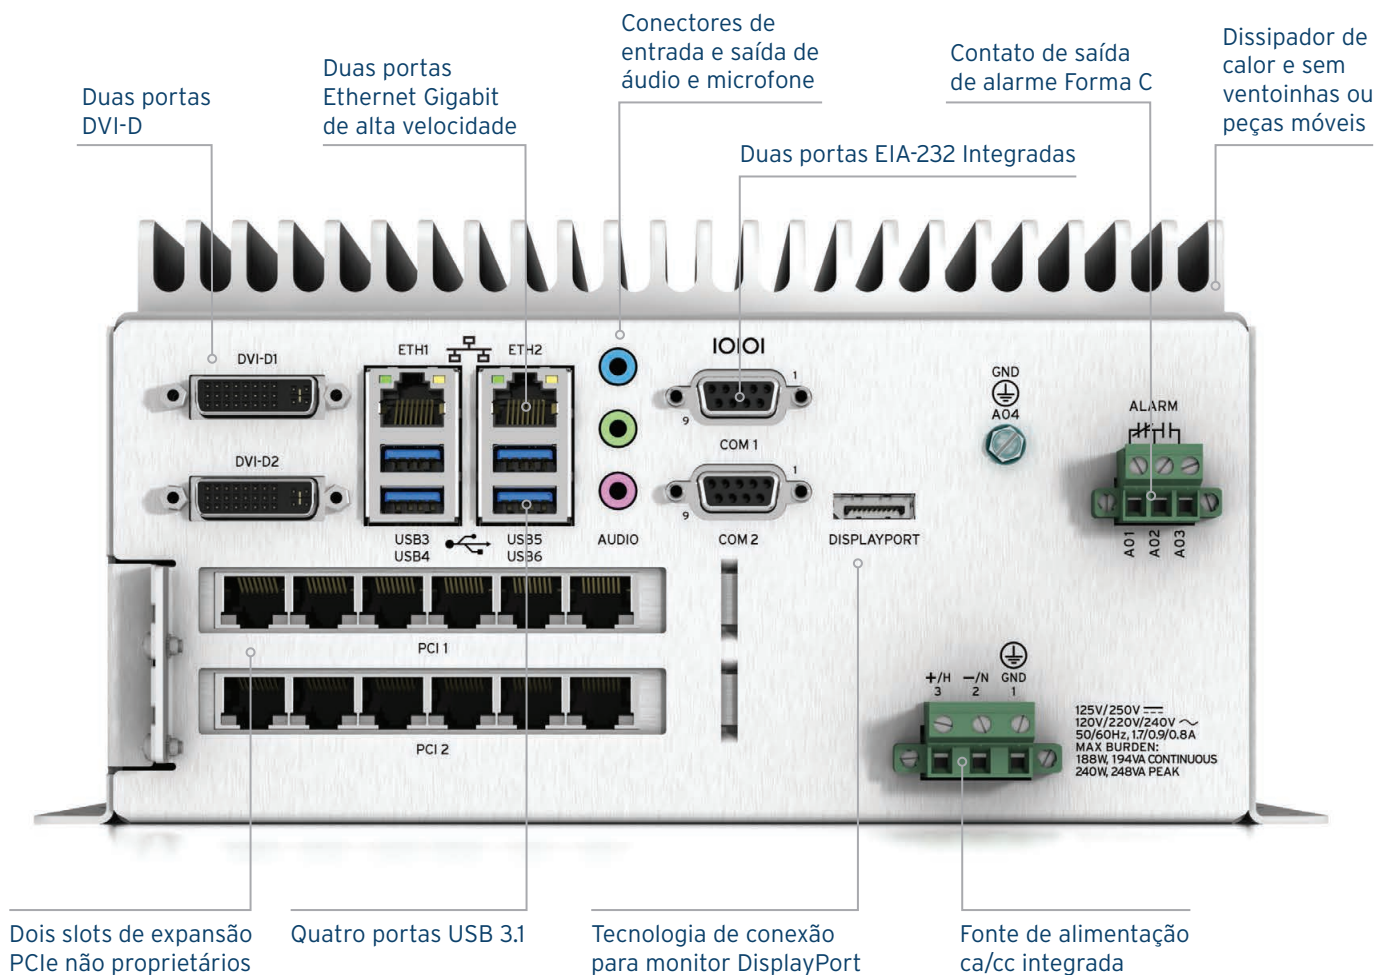 Conectores de
entrada e saída de
áudio e microfone
Contato de saída
de alarme Forma C
Dissipador de
calor e sem
ventoinhas ou
peças móveis
Duas portas
Ethernet Gigabit
de alta velocidade
Duas portas
DVI-D
Duas portas EIA-232 Integradas
DVI-D1
ETH1
ETH2
IOIOI
1
9
COM 1
GND
A04
ALARM
DVI-D2
1
9
COM 2
USB3
USB4
USB5
USB6
AUDIO
DISPLAYPORT
A01
A02
A03
PCI 1
PCI 2
+/H
3
–/N
2
GND
1
125V/250V
120V/220V/240V
50/60Hz, 1.7/0.9/0.8A
MAX BURDEN:
188W, 194VA CONTINUOUS
240W, 248VA PEAK
Dois slots de expansão
PCIe não proprietários
Quatro portas USB 3.1
Tecnologia de conexão
para monitor DisplayPort
Fonte de alimentação
ca/cc integrada